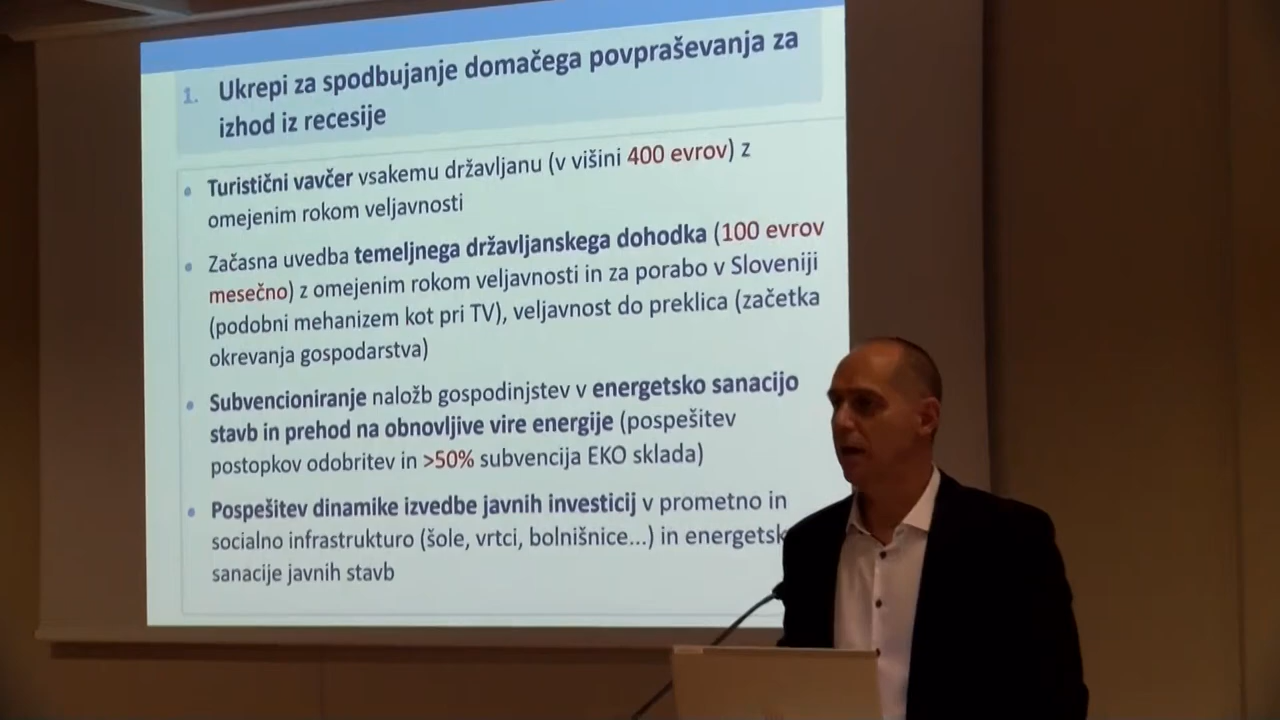 1. Ukrepi za spodbujanje domačega povpraševanja za
izhod iz recesije
• Turistični vavčer vsakemu državljanu (v višini 400 evrov) z
omejenim rokom veljavnosti
• Začasna uvedba temeljnega državljanskega dohodka (100 evrov
mesečno) z omejenim rokom veljavnosti in za porabo v Sloveniji
(podobni mehanizem kot pri TV), veljavnost do preklica (začetka
okrevanja gospodarstva)
• Subvencioniranje naložb gospodinjstev v energetsko sanacijo
stavb in prehod na obnovljive vire energije (pospešitev
postopkov odobritev in >50% subvencija EKO sklada)
• Pospešitev dinamike izvedbe javnih investicij v prometno in
socialno infrastrukturo (šole, vrtci, bolnišnice...) in energetsk
sanacije javnih stavb